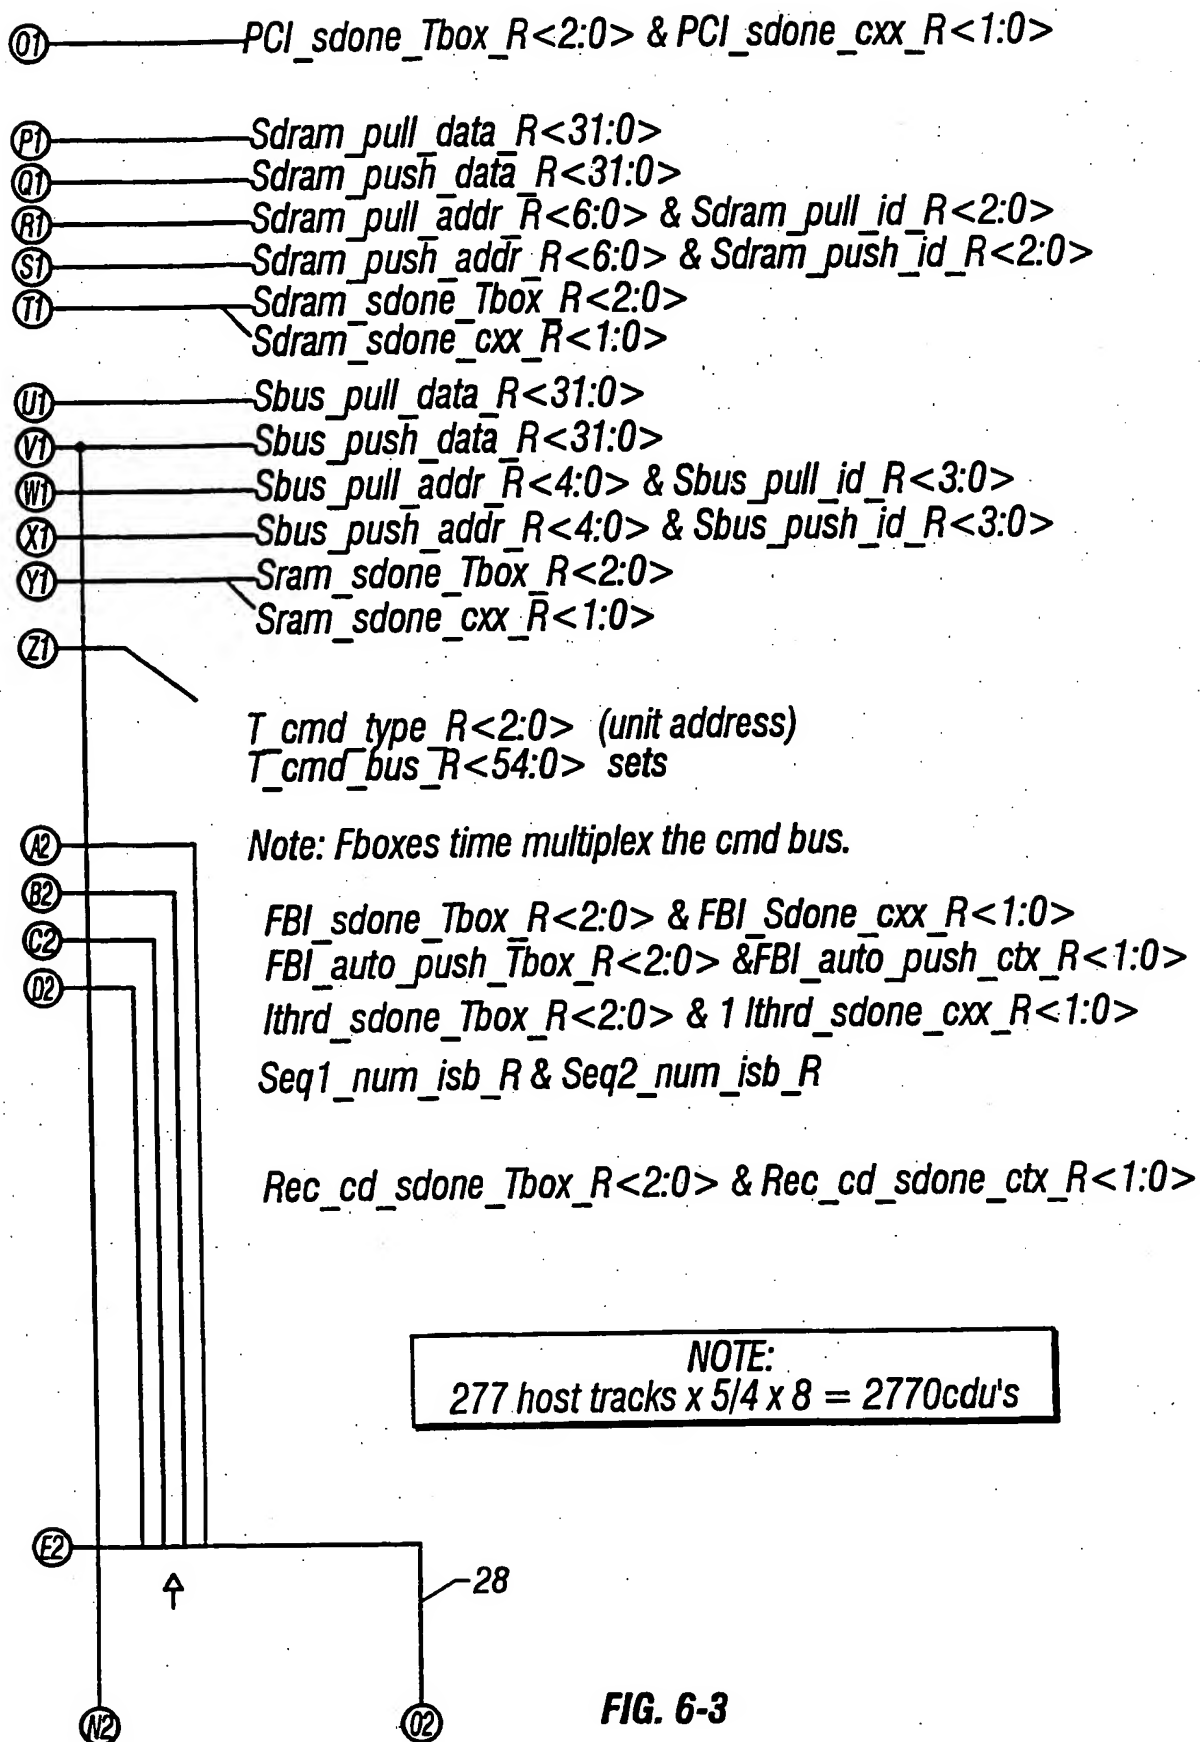 O1 PCI_sdone_Tbox_R<2:0> & PCI_sdone_cxx_R<1:0>
P1 Sdram_pull_data_R<31:0>
Q1 Sdram_push_data_R<31:0>
R1 Sdram_pull_addr_R<6:0> & Sdram_pull_id_R<2:0>
S1 Sdram_push_addr_R<6:0> & Sdram_push_id_R<2:0>
T1 Sdram_sdone_Tbox_R<2:0>
Sdram_sdone_cxx_R<1:0>
U1 Sbus_pull_data_R<31:0>
V1 Sbus_push_data_R<31:0>
W1 Sbus_pull_addr_R<4:0> & Sbus_pull_id_R<3:0>
X1 Sbus_push_addr_R<4:0> & Sbus_push_id_R<3:0>
Y1 Sram_sdone_Tbox_R<2:0>
Sram_sdone_cxx_R<1:0>
Z1
T_cmd_type_R<2:0> (unit address)
T_cmd_bus_R<54:0> sets
A2 Note: Fboxes time multiplex the cmd bus.
B2
FBI_sdone_Tbox_R<2:0> & FBI_Sdone_cxx_R<1:0>
C2
FBI_auto_push_Tbox_R<2:0> &FBI_auto_push_ctx_R<1:0>
D2
Ithrd_sdone_Tbox_R<2:0> & 1 Ithrd_sdone_cxx_R<1:0>
Seq1_num_isb_R & Seq2_num_isb_R
Rec_cd_sdone_Tbox_R<2:0> & Rec_cd_sdone_ctx_R<1:0>
NOTE:
277 host tracks x 5/4 x 8 = 2770cdu's
E2
28
N2
O2
FIG. 6-3